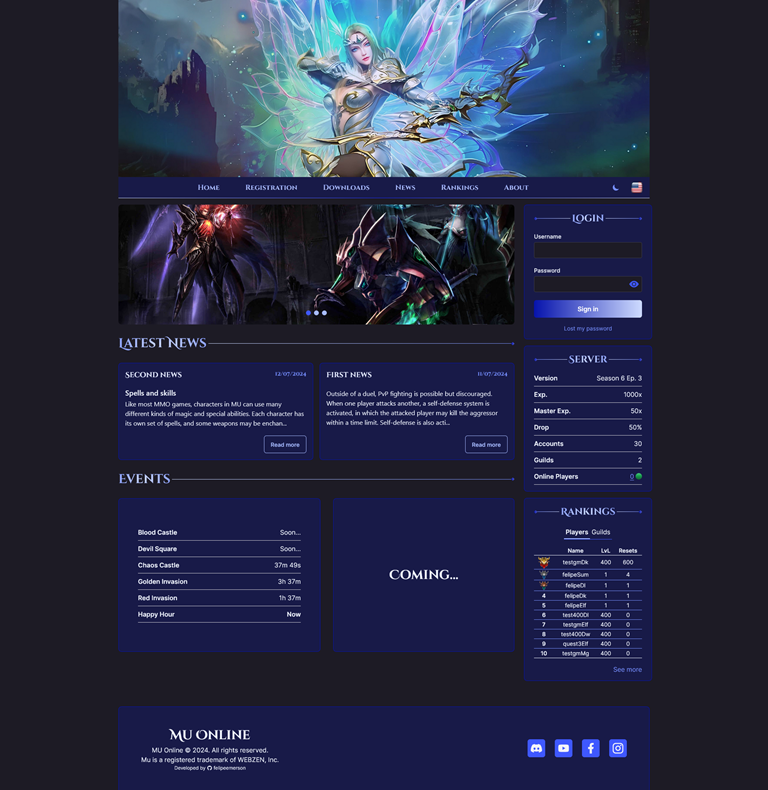 HOME REGISTRATION DOWNLOADS NEWS RANKINGS ABOUT
LATEST NEWS
SECOND NEWS 12/07/2024
Spells and skills
Like most MMO games, characters in MU can use many
different kinds of magic and special abilities. Each character has
its own set of spells, and some weapons may be enchan...
Read more
FIRST NEWS 11/07/2024
Outside of a duel, PvP fighting is possible but discouraged.
When one player attacks another, a self-defense system is
activated, in which the attacked player may kill the aggressor
within a time limit. Self-defense is also acti...
Read more
EVENTS
Blood Castle Soon...
Devil Square Soon...
Chaos Castle 37m 49s
Golden Invasion 3h 37m
Red Invasion 1h 37m
Happy Hour Now
COMING...
LOGIN
Username
Password
Sign in
Lost my password
SERVER
Version Season 6 Ep. 3
Exp. 1000x
Master Exp. 50x
Drop 50%
Accounts 30
Guilds 2
Online Players 0
RANKINGS
Players Guilds
Name LvL Resets
testgmDk 400 600
felipeSum 1 4
felipeDl 1 1
4 felipeDk 1 1
5 felipeElf 1 1
6 test400Dl 400 0
7 testgmElf 400 0
8 test400Dw 400 0
9 quest3Elf 400 0
10 testgmMg 400 0
See more
MU ONLINE
MU Online © 2024. All rights reserved.
Mu is a registered trademark of WEBZEN, Inc.
Developed by felipeemerson